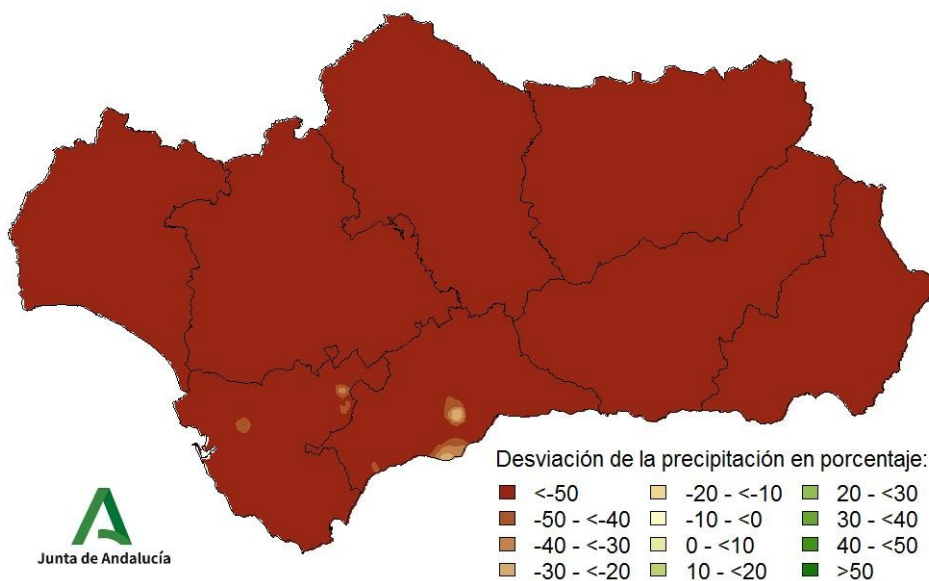 Desviación de la precipitación en porcentaje:
<-50
-50 - <-40
-40 - <-30
-30 - <-20
-20 - <-10
-10 - <0
0 - <10
10 - <20
20 - <30
30 - <40
40 - <50
>50
Junta de Andalucía